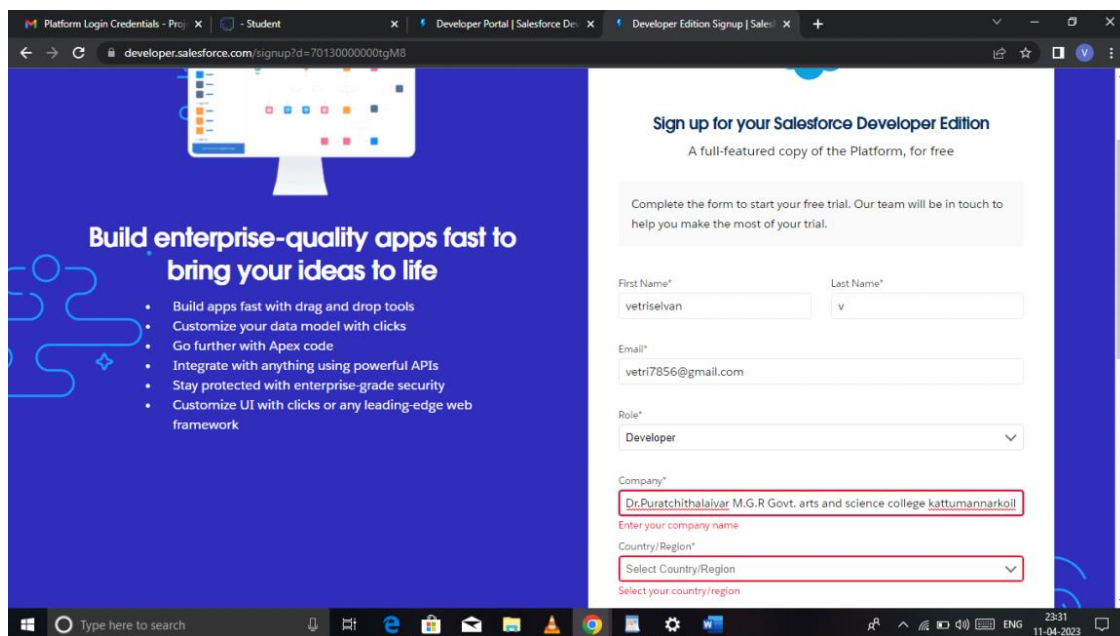 Platform Login Credentials - Proj
- Student
Developer Portal | Salesforce Dev
Developer Edition Signup | Sales
developer.salesforce.com/signup?d=70130000000tgM8
V
Build enterprise-quality apps fast to
bring your ideas to life
Build apps fast with drag and drop tools
Customize your data model with clicks
Go further with Apex code
Integrate with anything using powerful APIs
Stay protected with enterprise-grade security
Customize UI with clicks or any leading-edge web
framework
Sign up for your Salesforce Developer Edition
A full-featured copy of the Platform, for free
Complete the form to start your free trial. Our team will be in touch to
help you make the most of your trial.
First Name* Last Name*
vetriselvan v
Email*
vetri7856@gmail.com
Role*
Developer
Company*
Dr.Puratchithalaivar M.G.R Govt. arts and science college kattumannarkoil
Enter your company name
Country/Region*
Select Country/Region
Select your country/region
Type here to search
ENG
23:31
11-04-2023